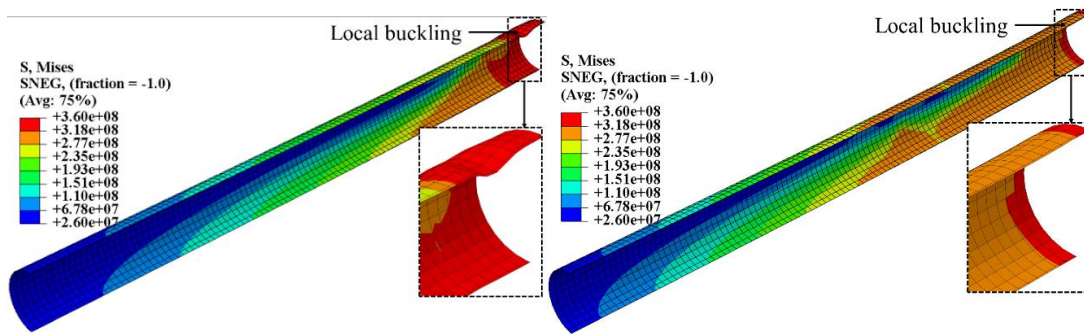 Local buckling
S, Mises
SNEG, (fraction = -1.0)
(Avg: 75%)
+3.60e+08
+3.18e+08
+2.77e+08
+2.35e+08
+1.93e+08
+1.51e+08
+1.10e+08
+6.78e+07
+2.60e+07
Local buckling
S, Mises
SNEG, (fraction = -1.0)
(Avg: 75%)
+3.60e+08
+3.18e+08
+2.77e+08
+2.35e+08
+1.93e+08
+1.51e+08
+1.10e+08
+6.78e+07
+2.60e+07